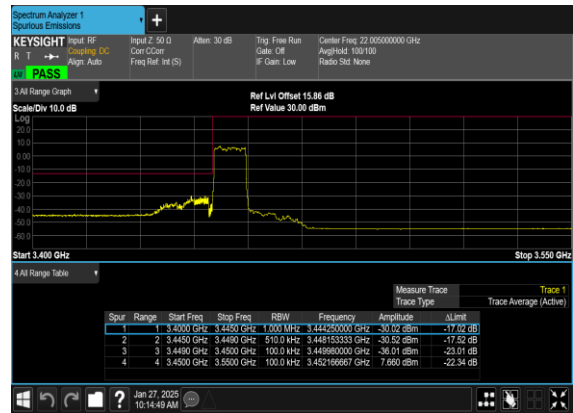 Spectrum Analyzer 1
Spurious Emissions
+
KEYSIGHT Input: RF Input Z: 50 Ω Atten: 30 dB Trig: Free Run Center Freq: 22.005000000 GHz
R T Coupling: DC Corr CCorr Gate: Off Avg|Hold: 100/100
Align: Auto Freq Ref: Int (S) IF Gain: Low Radio Std: None
PASS
3 All Range Graph
Ref Lvl Offset 15.86 dB
Scale/Div 10.0 dB Ref Value 30.00 dBm
Log
20.0
10.0
0.00
-10.0
-20.0
-30.0
-40.0
-50.0
-60.0
Start 3.400 GHz Stop 3.550 GHz
4 All Range Table
Measure Trace Trace 1
Trace Type Trace Average (Active)
Spur Range Start Freq Stop Freq RBW Frequency Amplitude ΔLimit
1 1 3.4000 GHz 3.4450 GHz 1.000 MHz 3.444250000 GHz -30.02 dBm -17.02 dB
2 2 3.4450 GHz 3.4490 GHz 510.0 kHz 3.448153333 GHz -30.52 dBm -17.52 dB
3 3 3.4490 GHz 3.4500 GHz 100.0 kHz 3.449980000 GHz -36.01 dBm -23.01 dB
4 4 3.4500 GHz 3.5500 GHz 100.0 kHz 3.452166667 GHz 7.660 dBm -22.34 dB
? Jan 27, 2025
10:14:49 AM